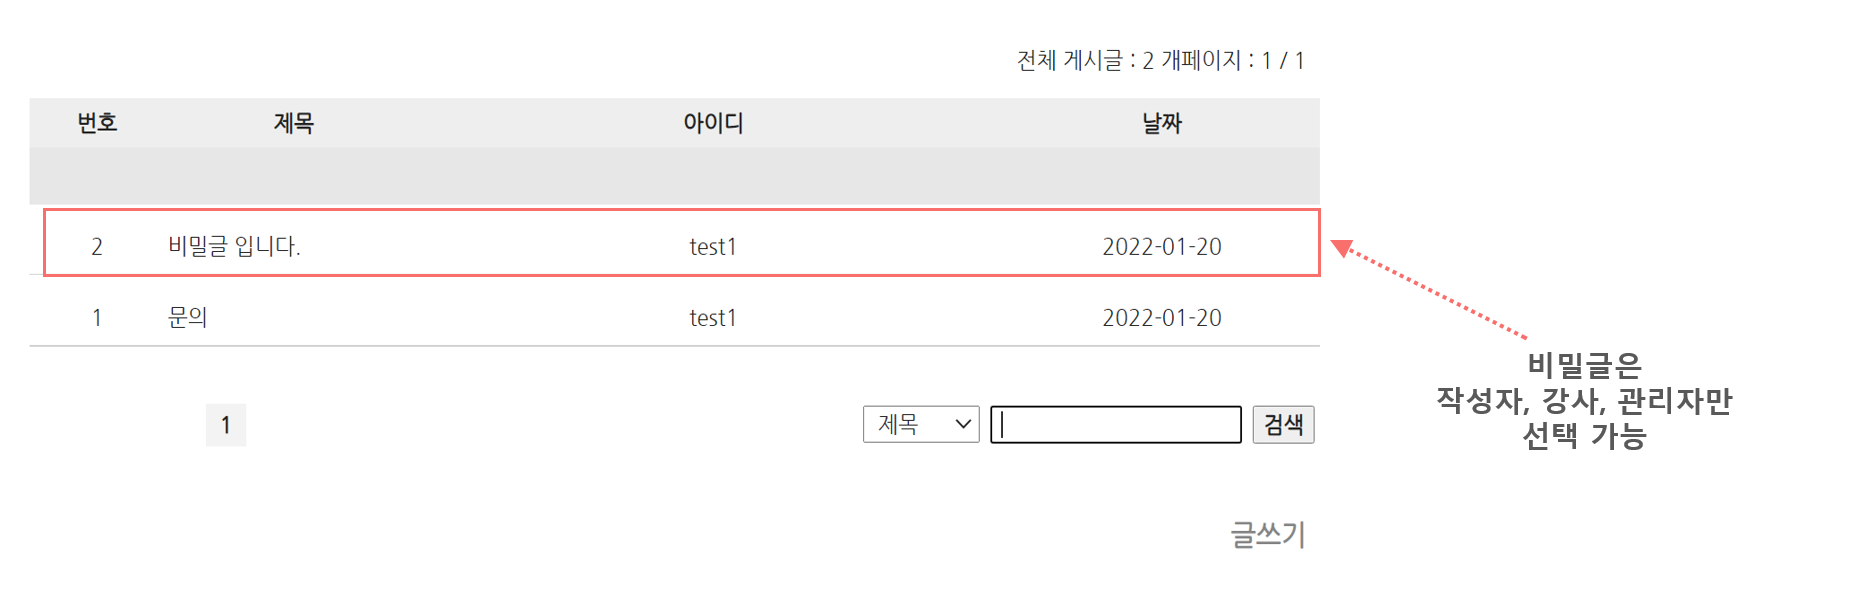 전체 게시글 : 2 개페이지 : 1 / 1
번호 제목 아이디 날짜
2 비밀글 입니다. test1 2022-01-20
1 문의 test1 2022-01-20
비밀글은
작성자, 강사, 관리자만
선택 가능
1 제목 검색
글쓰기